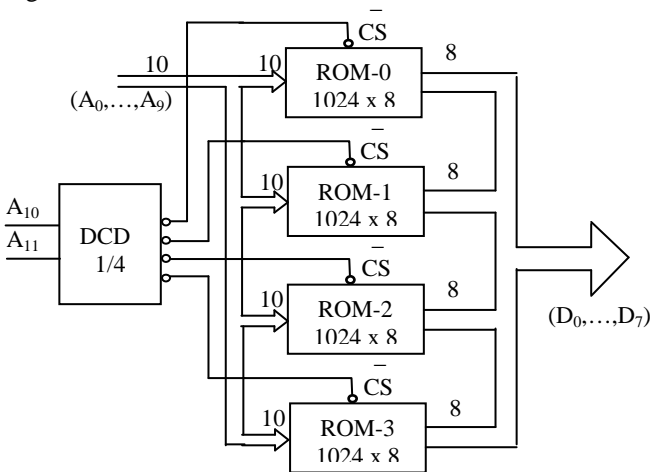 CS
8
10
10
ROM-0
1024 x 8
(A₀,…,A₉)
CS
8
10
ROM-1
1024 x 8
A₁₀
A₁₁
DCD
1/4
CS
8
10
ROM-2
1024 x 8
(D₀,…,D₇)
CS
8
10
ROM-3
1024 x 8